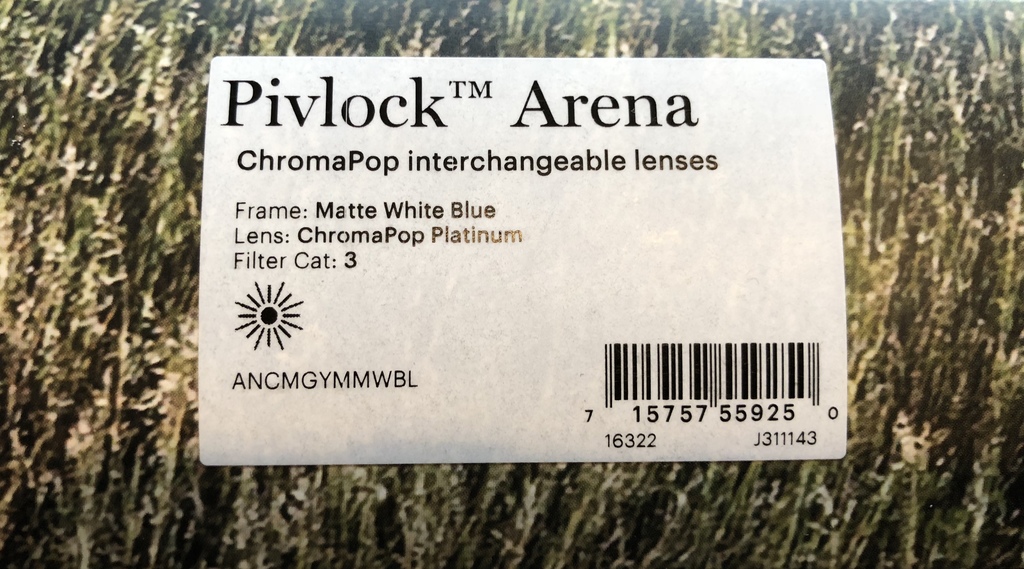 Pivlock™ Arena
ChromaPop interchangeable lenses
Frame: Matte White Blue
Lens: ChromaPop Platinum
Filter Cat: 3
ANCMGYMMWBL
7 15757 55925 0
16322 J311143